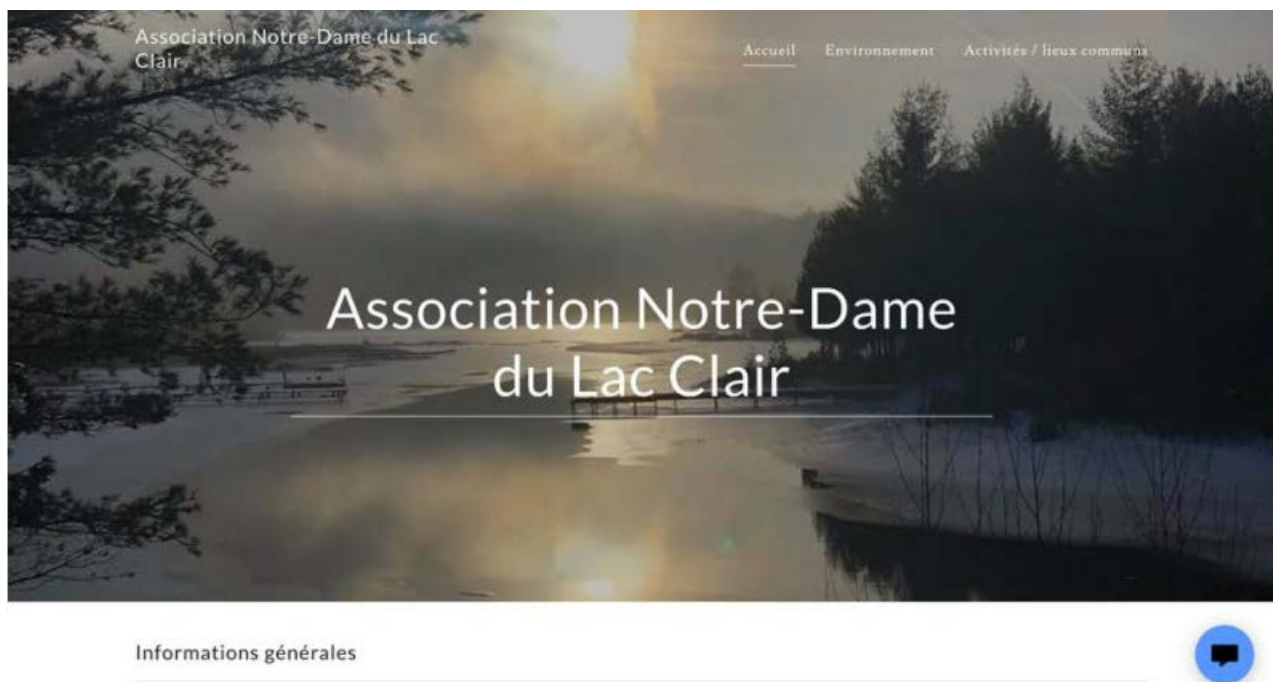 Association Notre-Dame du Lac
Clair
Accueil Environnement Activités / lieux communs
Association Notre-Dame
du Lac Clair
Informations générales